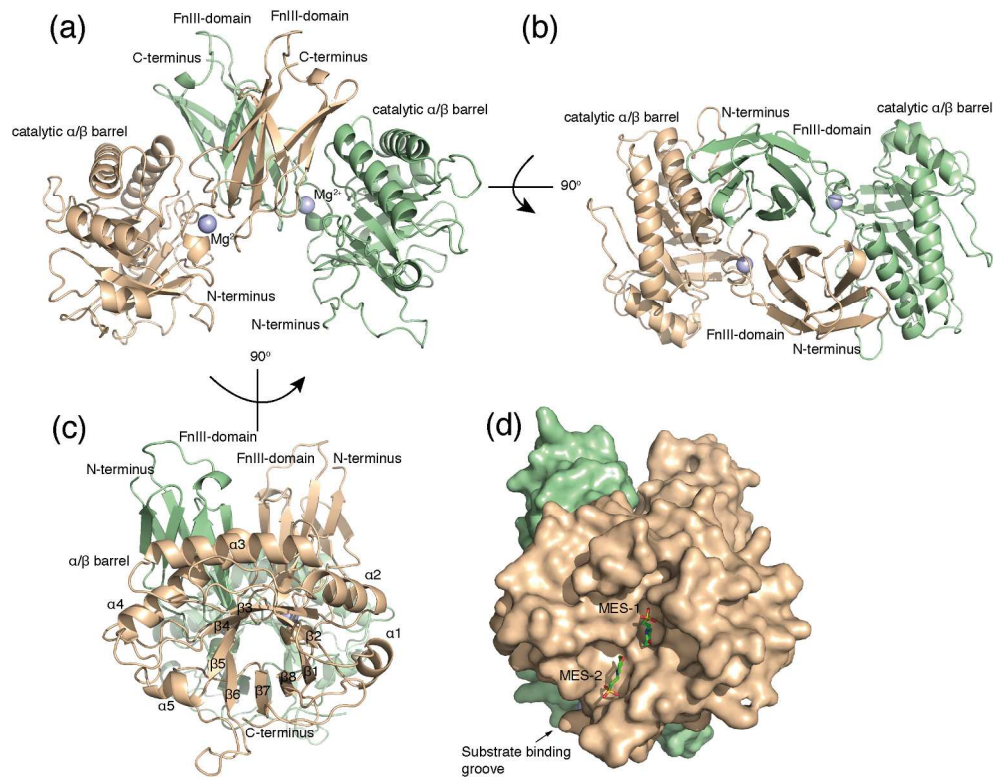 (a)
FnIII-domain FnIII-domain
C-terminus C-terminus
catalytic α/β barrel
catalytic α/β barrel
Mg²⁺
Mg²
N-terminus
N-terminus
90º
(b)
catalytic α/β barrel
N-terminus
FnIII-domain
catalytic α/β barrel
FnIII-domain
N-terminus
90º
(c)
FnIII-domain
N-terminus
FnIII-domain
N-terminus
α/β barrel
α3
α2
α4
β3
β4
β2
α1
β5
β1
β8
β6
β7
α5
C-terminus
(d)
MES-1
MES-2
Substrate binding
groove